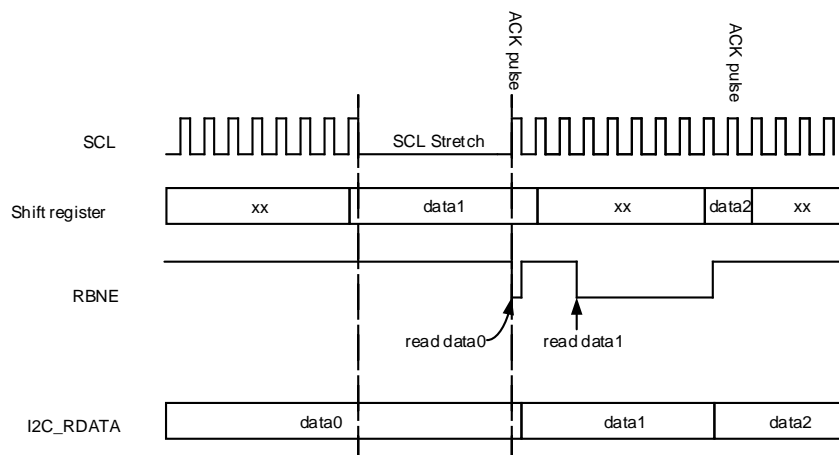 ACK pulse
ACK pulse
SCL
SCL Stretch
Shift register
xx
data1
xx
data2
xx
RBNE
read data0
read data1
I2C_RDATA
data0
data1
data2